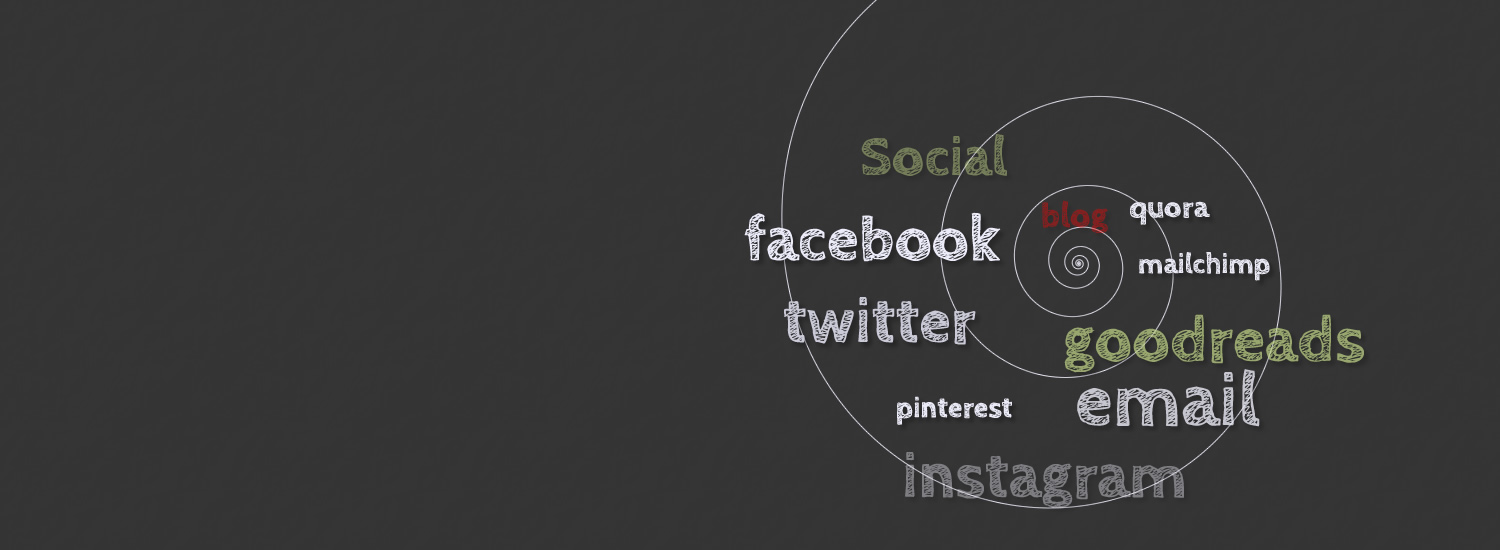 Social
blog
quora
facebook
mailchimp
twitter
goodreads
email
pinterest
instagram